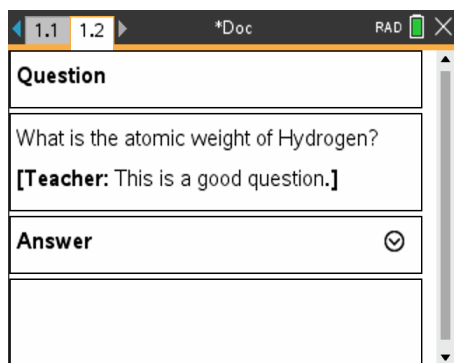 1.1 1.2 *Doc RAD
Question
What is the atomic weight of Hydrogen?
[Teacher: This is a good question.]
Answer